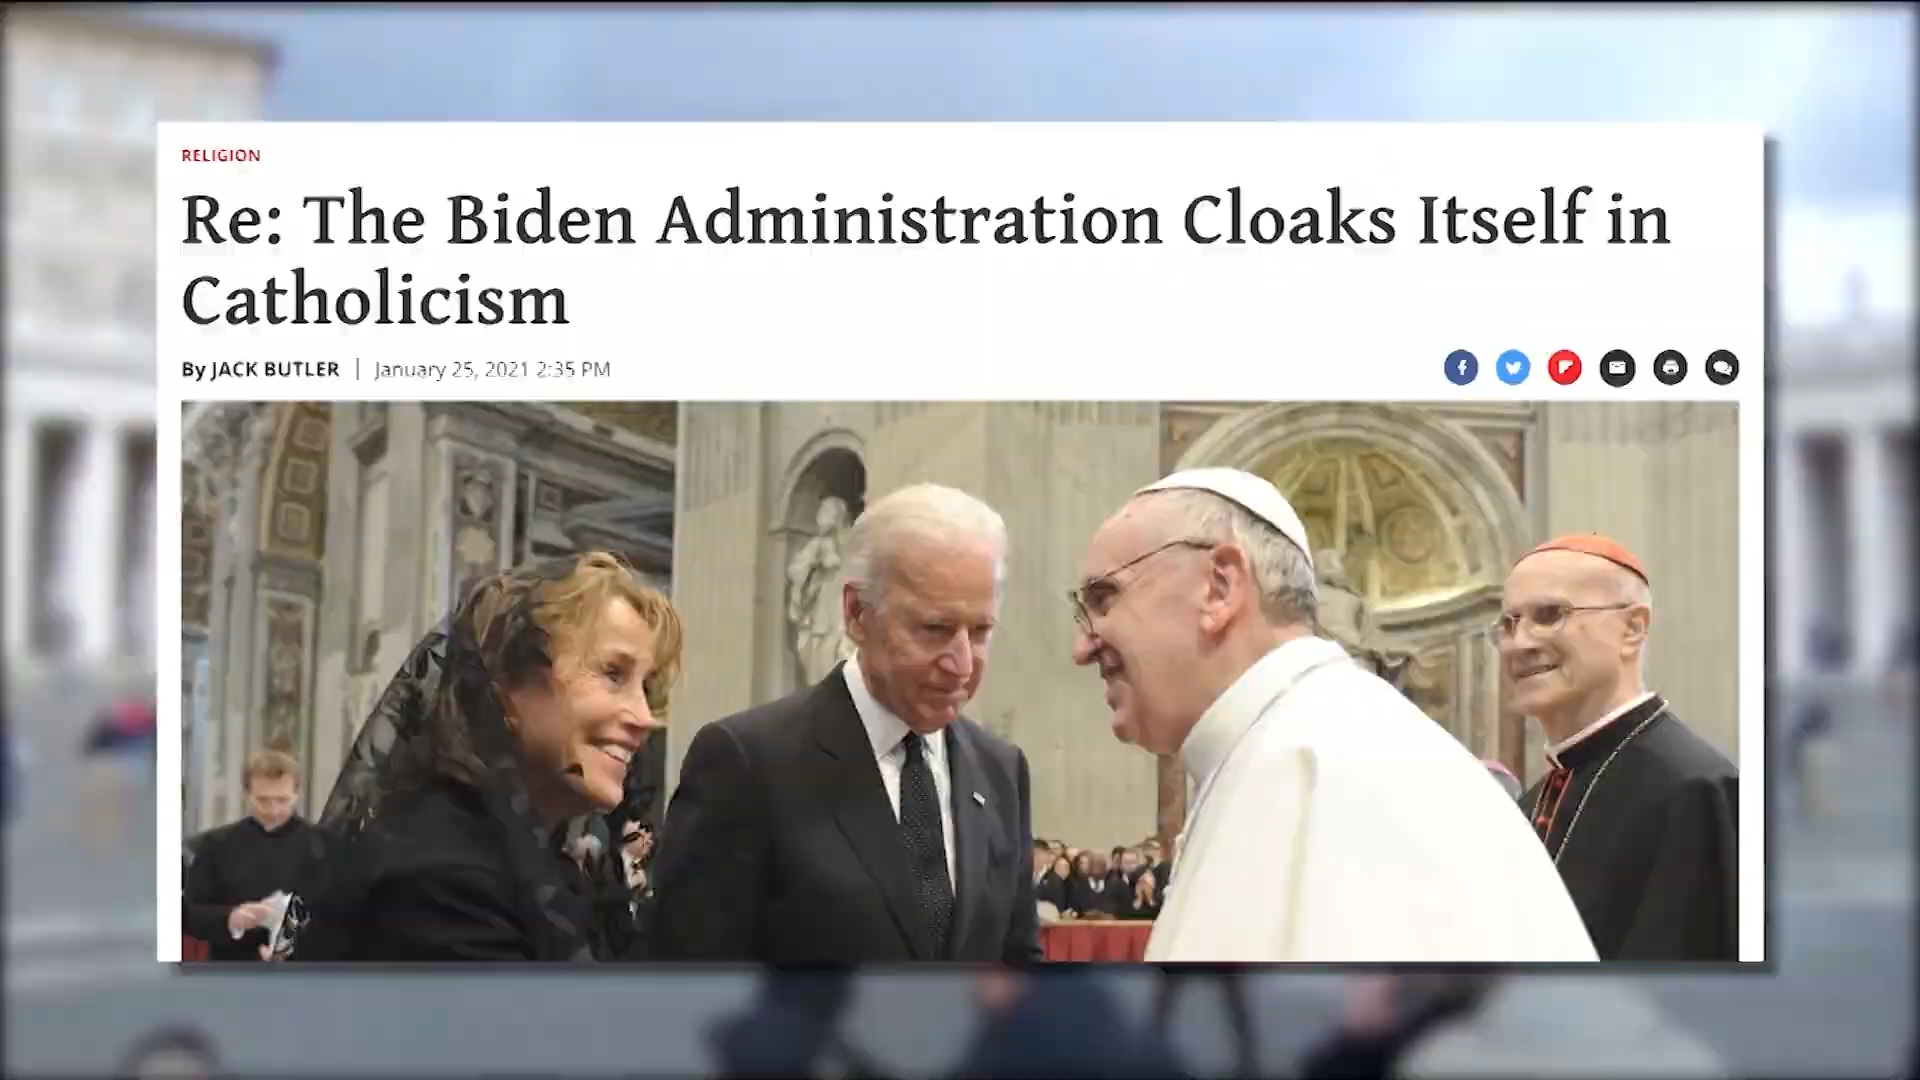 RELIGION
Re: The Biden Administration Cloaks Itself in
Catholicism
By JACK BUTLER | January 25, 2021 2:35 PM